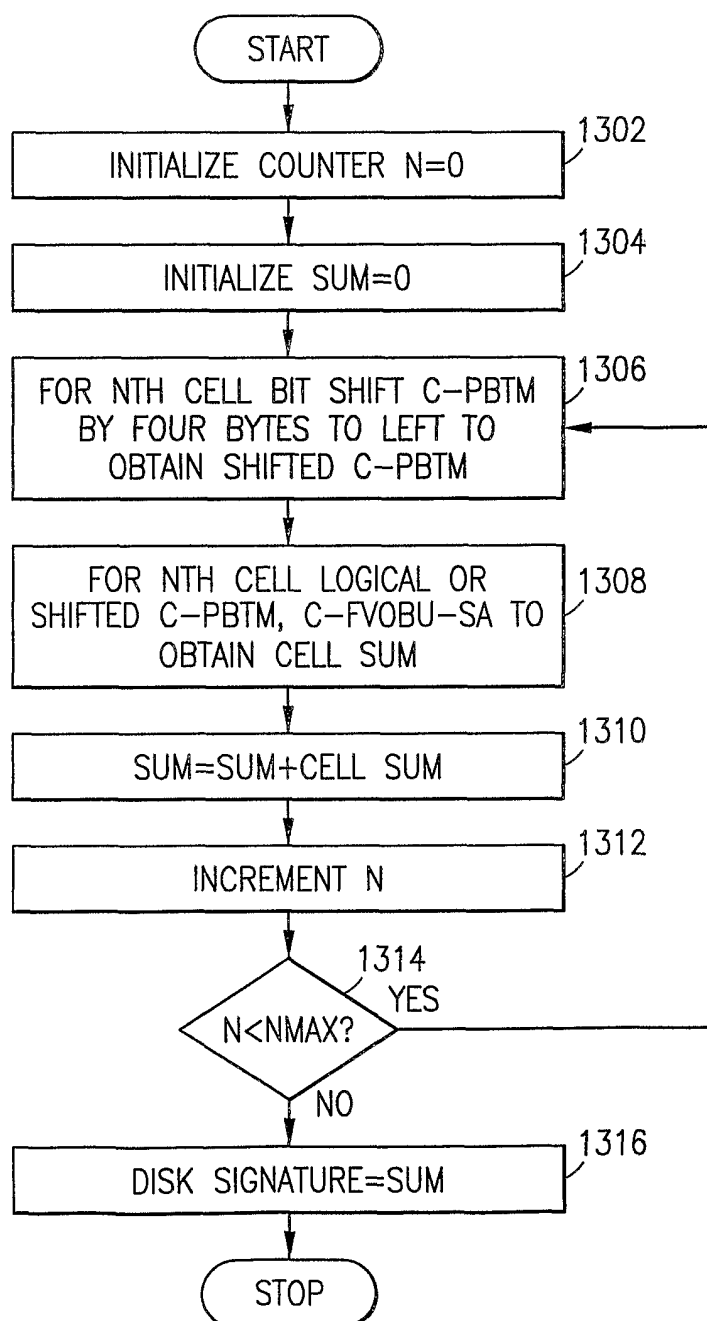 START
1302
INITIALIZE COUNTER N=0
1304
INITIALIZE SUM=0
1306
FOR NTH CELL BIT SHIFT C-PBTM
BY FOUR BYTES TO LEFT TO
OBTAIN SHIFTED C-PBTM
1308
FOR NTH CELL LOGICAL OR
SHIFTED C-PBTM, C-FVOBU-SA TO
OBTAIN CELL SUM
1310
SUM=SUM+CELL SUM
1312
INCREMENT N
1314
YES
N<NMAX?
NO
1316
DISK SIGNATURE=SUM
STOP